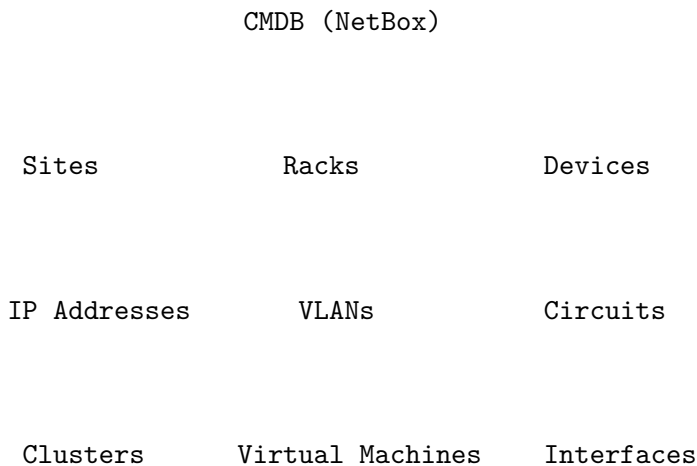 CMDB (NetBox)
Sites Racks Devices
IP Addresses VLANs Circuits
Clusters Virtual Machines Interfaces